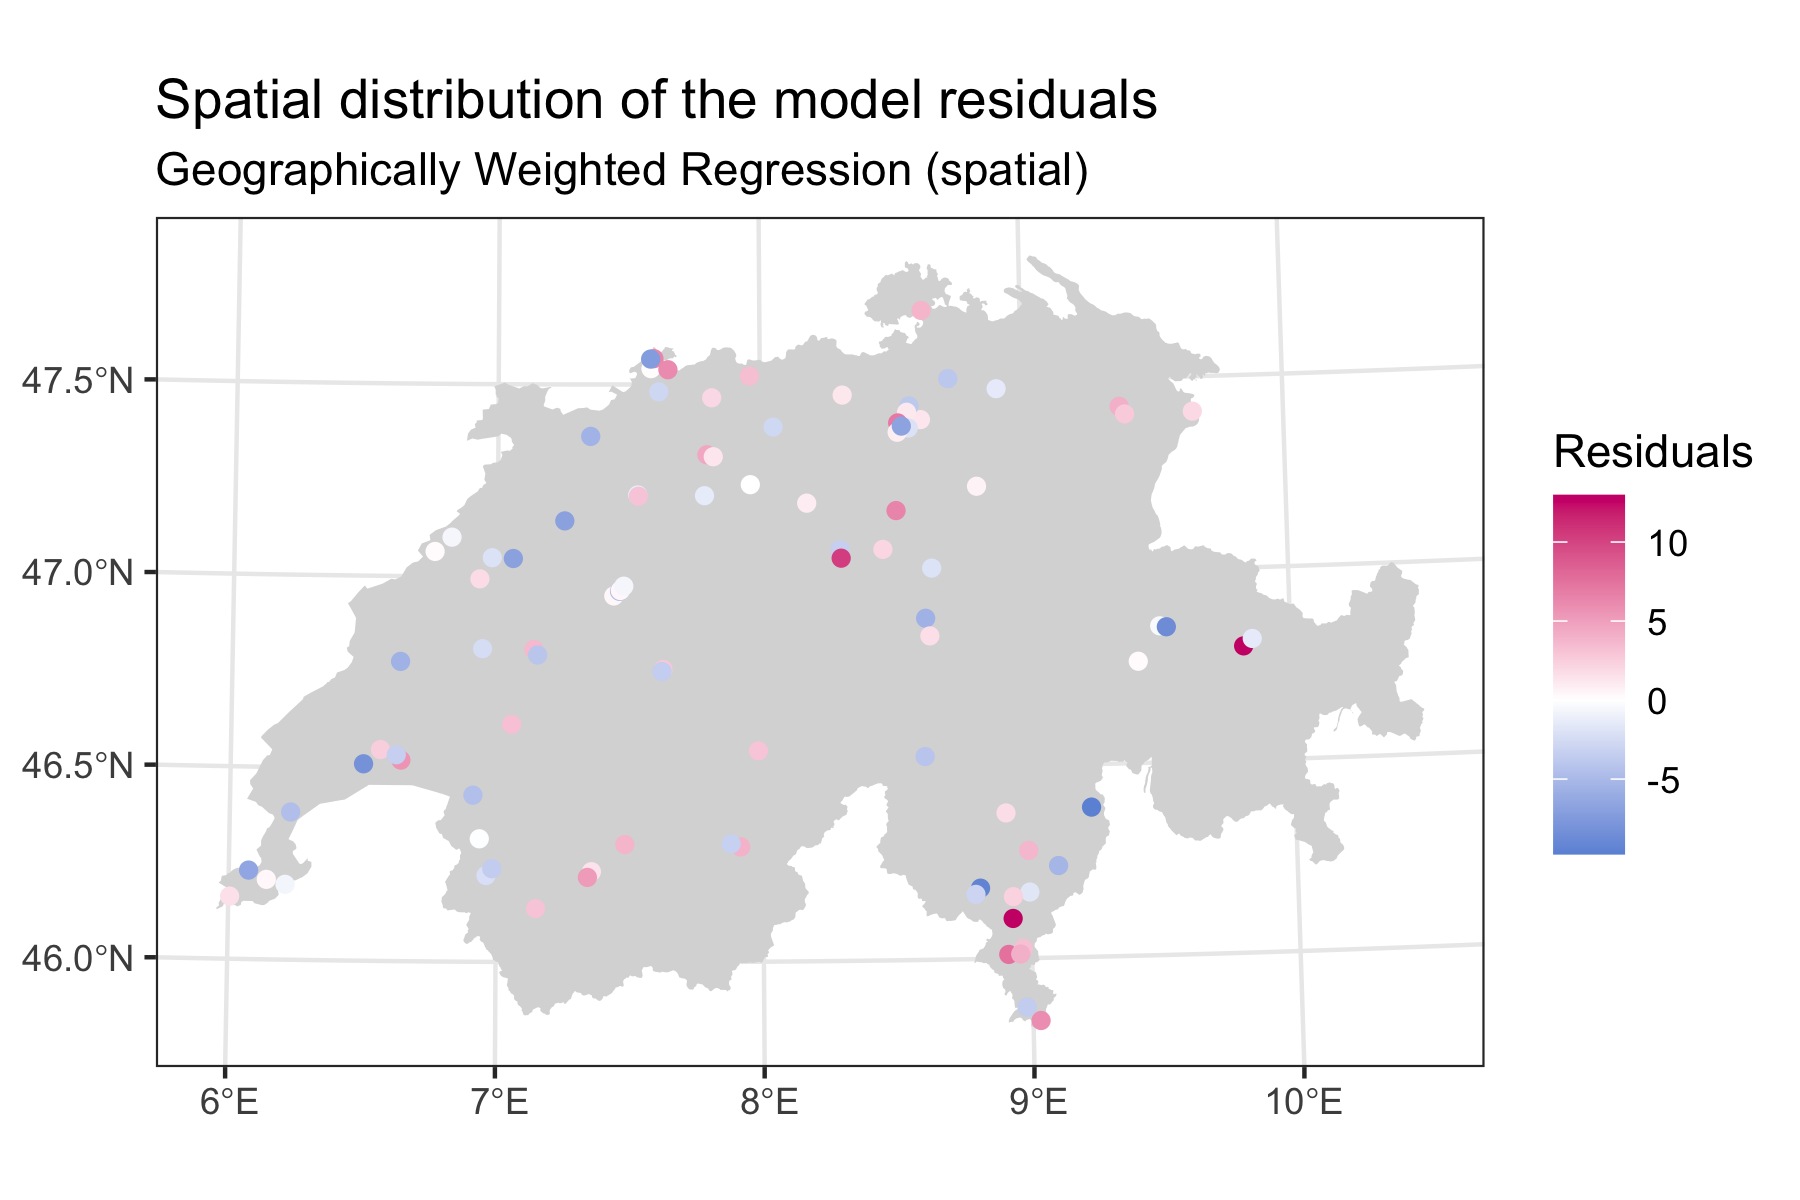 Spatial distribution of the model residuals
Geographically Weighted Regression (spatial)
47.5°N
47.0°N
46.5°N
46.0°N
6°E 7°E 8°E 9°E 10°E
Residuals
10
5
0
-5